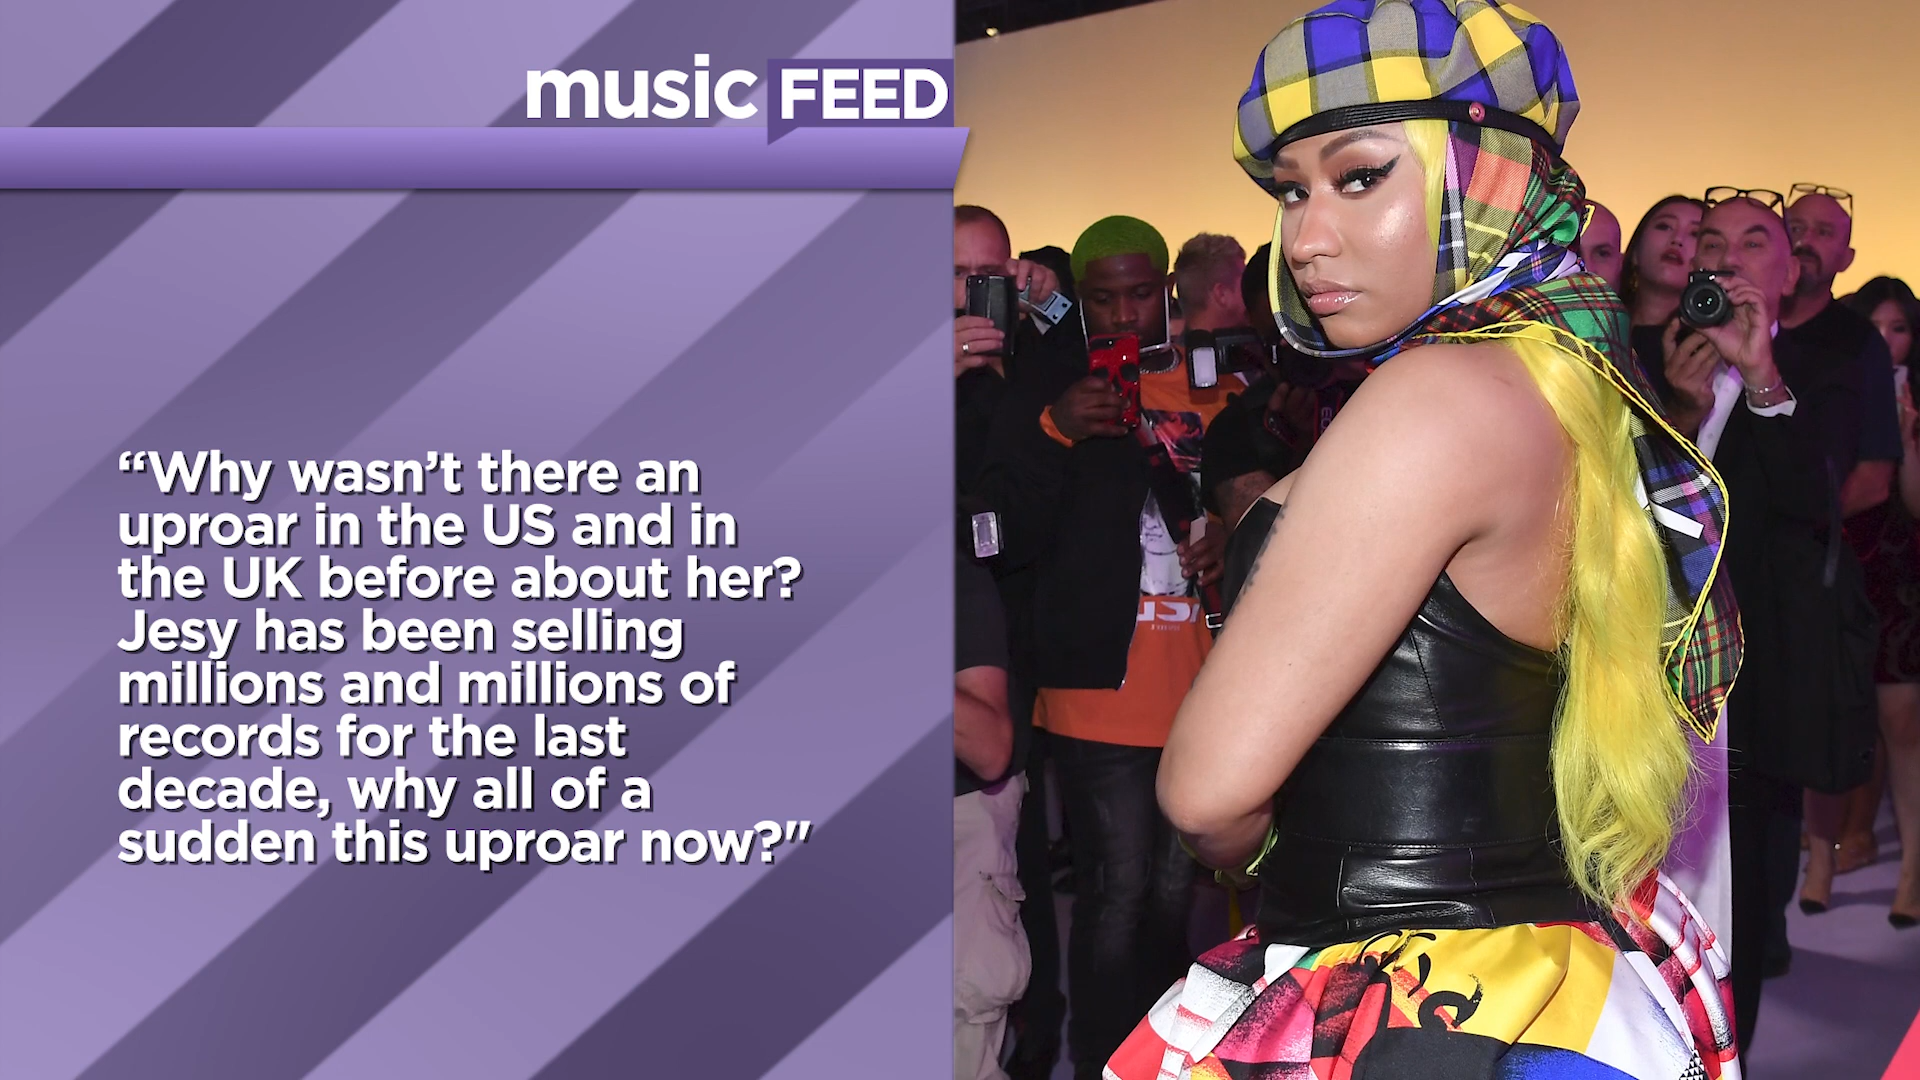 music FEED
“Why wasn’t there an
uproar in the US and in
the UK before about her?
Jesy has been selling
millions and millions of
records for the last
decade, why all of a
sudden this uproar now?"